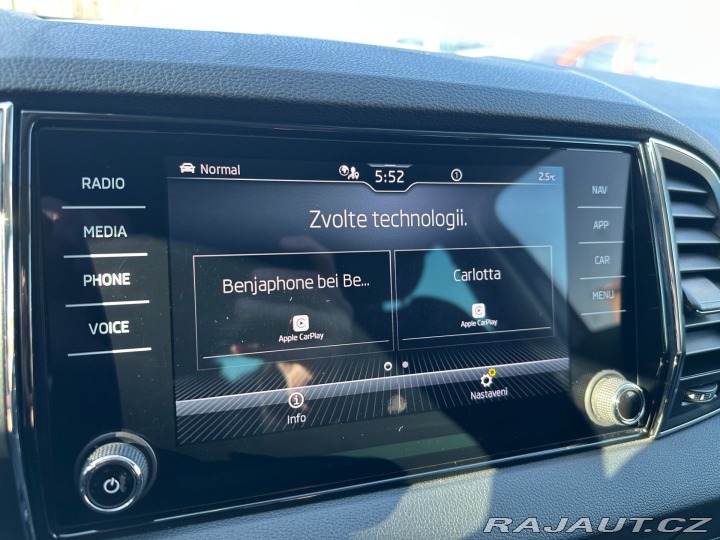 RADIO
MEDIA
PHONE
VOICE
Normal
5:52
1
2.5°C
Zvolte technologii.
Benjaphone bei Be...
Apple CarPlay
Carlotta
Apple CarPlay
Info
Nastavení
NAV
APP
CAR
MENU
RAJAUT.CZ